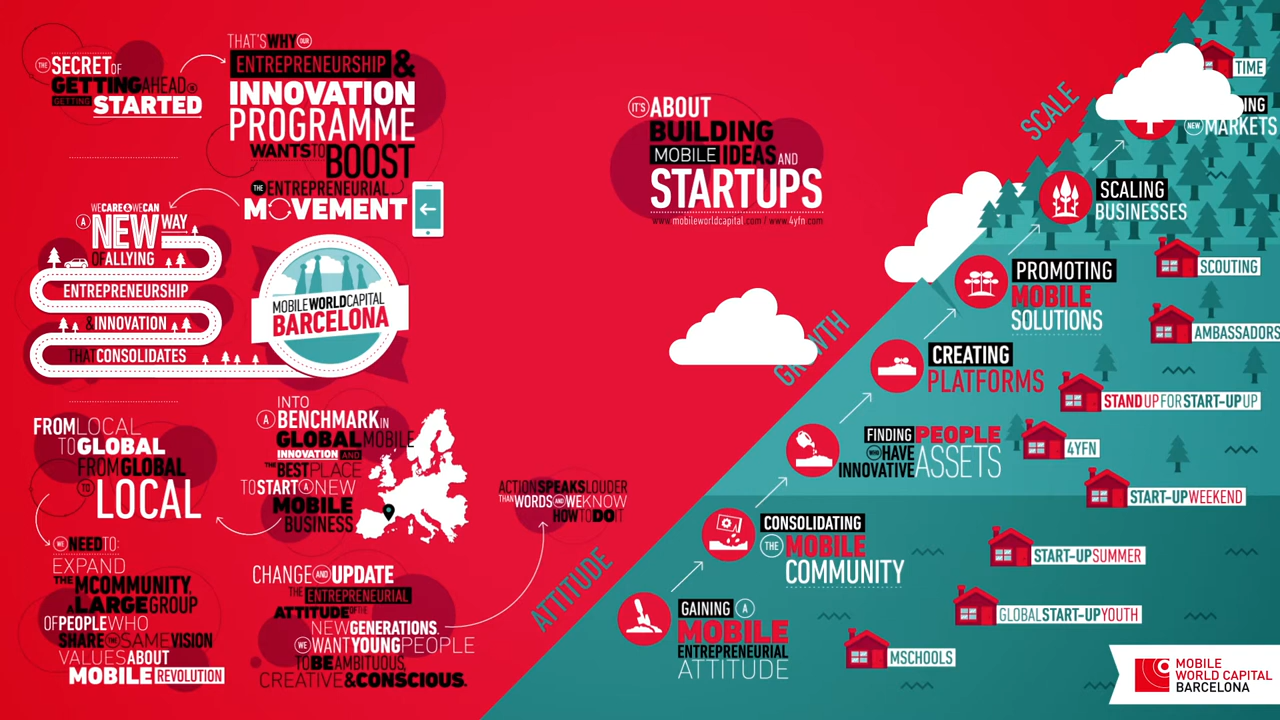 THE SECRET OF
GETTING AHEAD IS
GETTING STARTED
THAT'S WHY OUR
ENTREPRENEURSHIP &
INNOVATION
PROGRAMME
WANTS TO BOOST
THE ENTREPRENEURIAL
MOVEMENT
WE CARE & WE CAN
A NEW WAY
OF ALLYING
ENTREPRENEURSHIP
& INNOVATION
THAT CONSOLIDATES
MOBILE WORLD CAPITAL
BARCELONA
INTO
A BENCHMARK IN
GLOBAL MOBILE
INNOVATION AND
THE BEST PLACE
TO START A NEW
MOBILE
BUSINESS
FROM LOCAL
TO GLOBAL
FROM GLOBAL
TO LOCAL
WE NEED TO:
EXPAND
THE MCOMMUNITY,
A LARGE GROUP
OF PEOPLE WHO
SHARE THE SAME VISION
VALUES ABOUT
MOBILE REVOLUTION
CHANGE AND UPDATE
THE ENTREPRENEURIAL
ATTITUDE OF THE
NEW GENERATIONS.
WE WANT YOUNG PEOPLE
TO BE AMBITIOUS,
CREATIVE & CONSCIOUS.
ACTION SPEAKS LOUDER
THAN WORDS AND WE KNOW
HOW TO DO IT
IT'S ABOUT
BUILDING
MOBILE IDEAS AND
STARTUPS
www.mobileworldcapital.com / www.4yfn.com
ATTITUDE
GROWTH
SCALE
GAINING A
MOBILE
ENTREPRENEURIAL
ATTITUDE
CONSOLIDATING
THE MOBILE
COMMUNITY
FINDING PEOPLE
WHO HAVE
INNOVATIVE ASSETS
CREATING
PLATFORMS
PROMOTING
MOBILE
SOLUTIONS
SCALING
BUSINESSES
NEW MARKETS
TIME
SCOUTING
AMBASSADORS
STAND UP FOR START-UP UP
4YFN
START-UP WEEKEND
START-UP SUMMER
GLOBAL START-UP YOUTH
MSCHOOLS
MOBILE
WORLD CAPITAL
BARCELONA